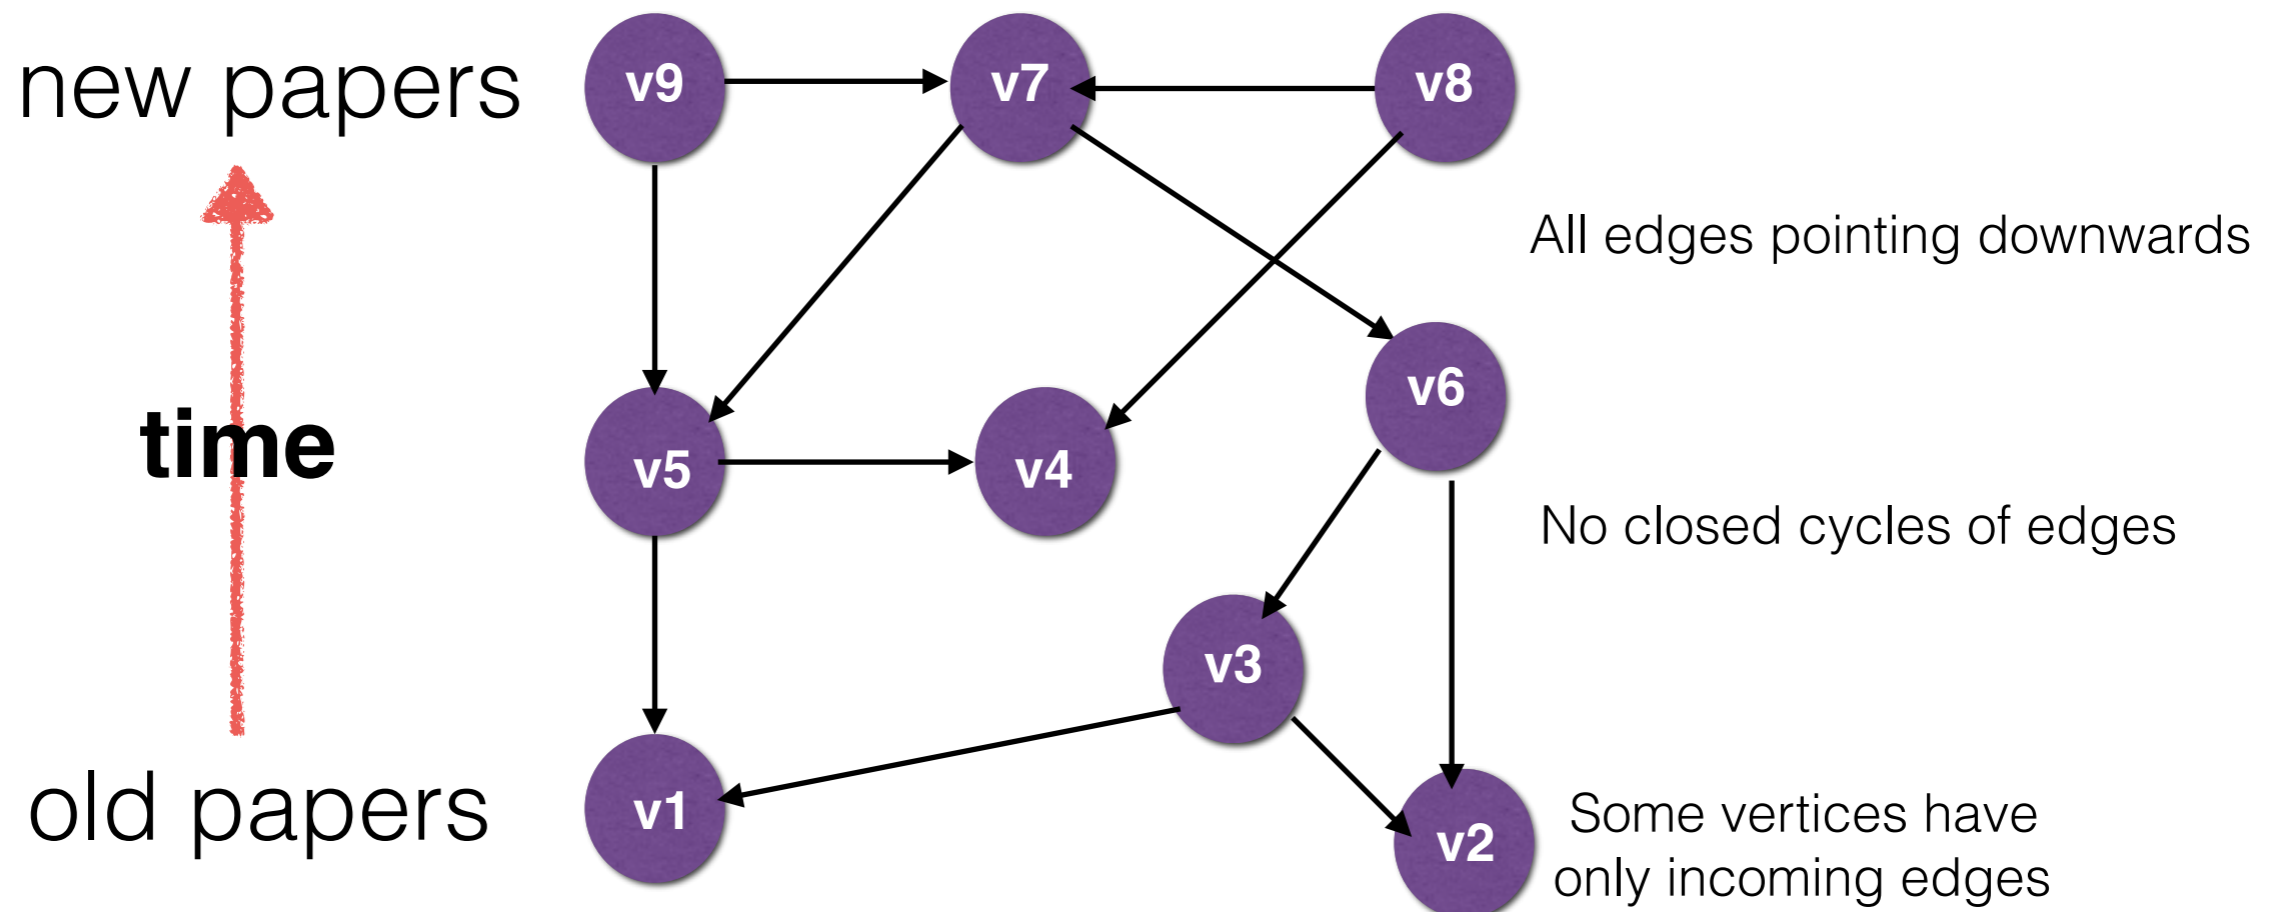 new papers
v9
v7
v8
All edges pointing downwards
time
v5
v4
v6
No closed cycles of edges
v3
old papers
v1
v2
Some vertices have
only incoming edges